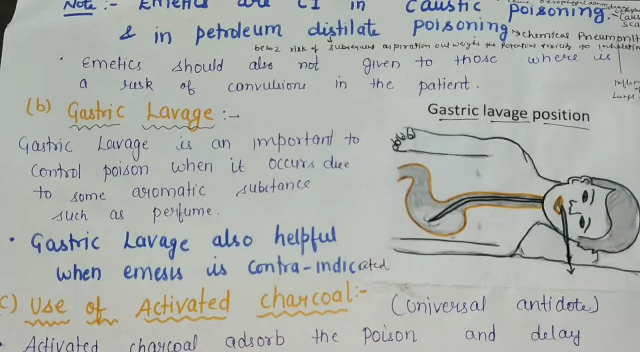 Note :- Emetics are CI in caustic poisoning.
& in petroleum distilate poisoning → chemical Pneumonit
becoz risk of subsequent aspiration outweighs the potential
• Emetics should also not given to those where is
a risk of convulsions in the patient.
(b) Gastric Lavage :-
Gastric Lavage is an important to
control poison when it occurs due
to some aromatic substance
such as perfume.
• Gastric Lavage also helpful
when emesis is contra-indicated
Gastric lavage position
C) Use of Activated charcoal :- (Universal antidote)
• Activated charcoal adsorb the Poison and delay